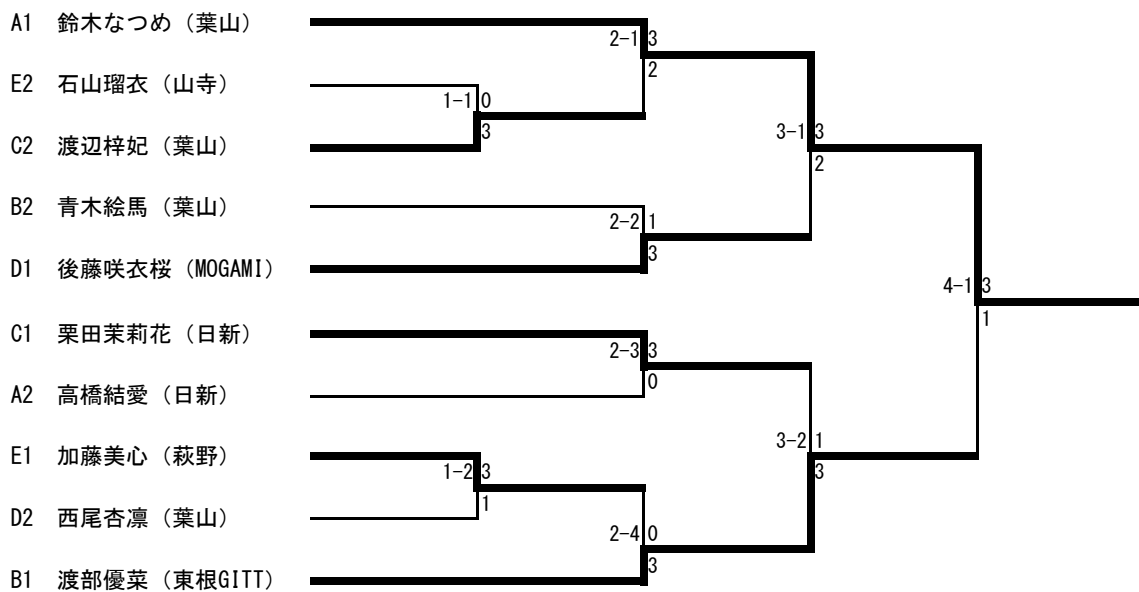 A1 鈴木なつめ（葉山）
2-1 3
2
E2 石山瑠衣（山寺）
1-1 0
3
C2 渡辺梓妃（葉山）
3-1 3
2
B2 青木絵馬（葉山）
2-2 1
3
D1 後藤咲衣桜（MOGAMI）
4-1 3
1
C1 栗田茉莉花（日新）
2-3 3
0
A2 高橋結愛（日新）
3-2 1
3
E1 加藤美心（萩野）
1-2 3
1
D2 西尾杏凛（葉山）
2-4 0
3
B1 渡部優菜（東根GITT）